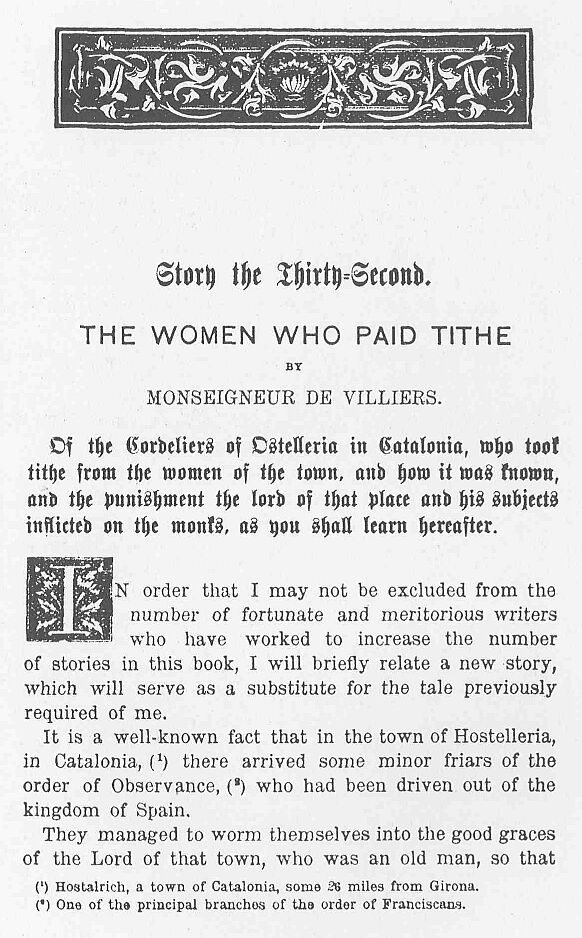 Story the Thirty-Second.
THE WOMEN WHO PAID TITHE
BY
MONSEIGNEUR DE VILLIERS.
Of the Cordeliers of Ostelleria in Catalonia, who took
tithe from the women of the town, and how it was known,
and the punishment the lord of that place and his subjects
inflicted on the monks, as you shall learn hereafter.
IN order that I may not be excluded from the
number of fortunate and meritorious writers
who have worked to increase the number
of stories in this book, I will briefly relate a new story,
which will serve as a substitute for the tale previously
required of me.
It is a well-known fact that in the town of Hostelleria,
in Catalonia, (¹) there arrived some minor friars of the
order of Observance, (²) who had been driven out of the
kingdom of Spain.
They managed to worm themselves into the good graces
of the Lord of that town, who was an old man, so that
(¹) Hostalrich, a town of Catalonia, some 26 miles from Girona.
(²) One of the principal branches of the order of Franciscans.